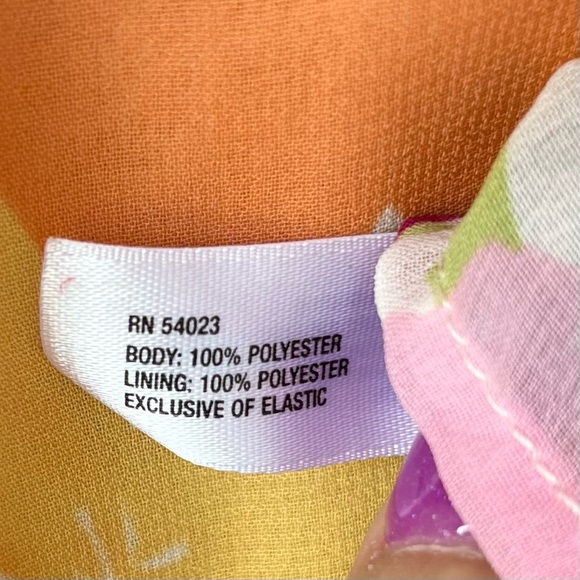 RN 54023
BODY: 100% POLYESTER
LINING: 100% POLYESTER
EXCLUSIVE OF ELASTIC